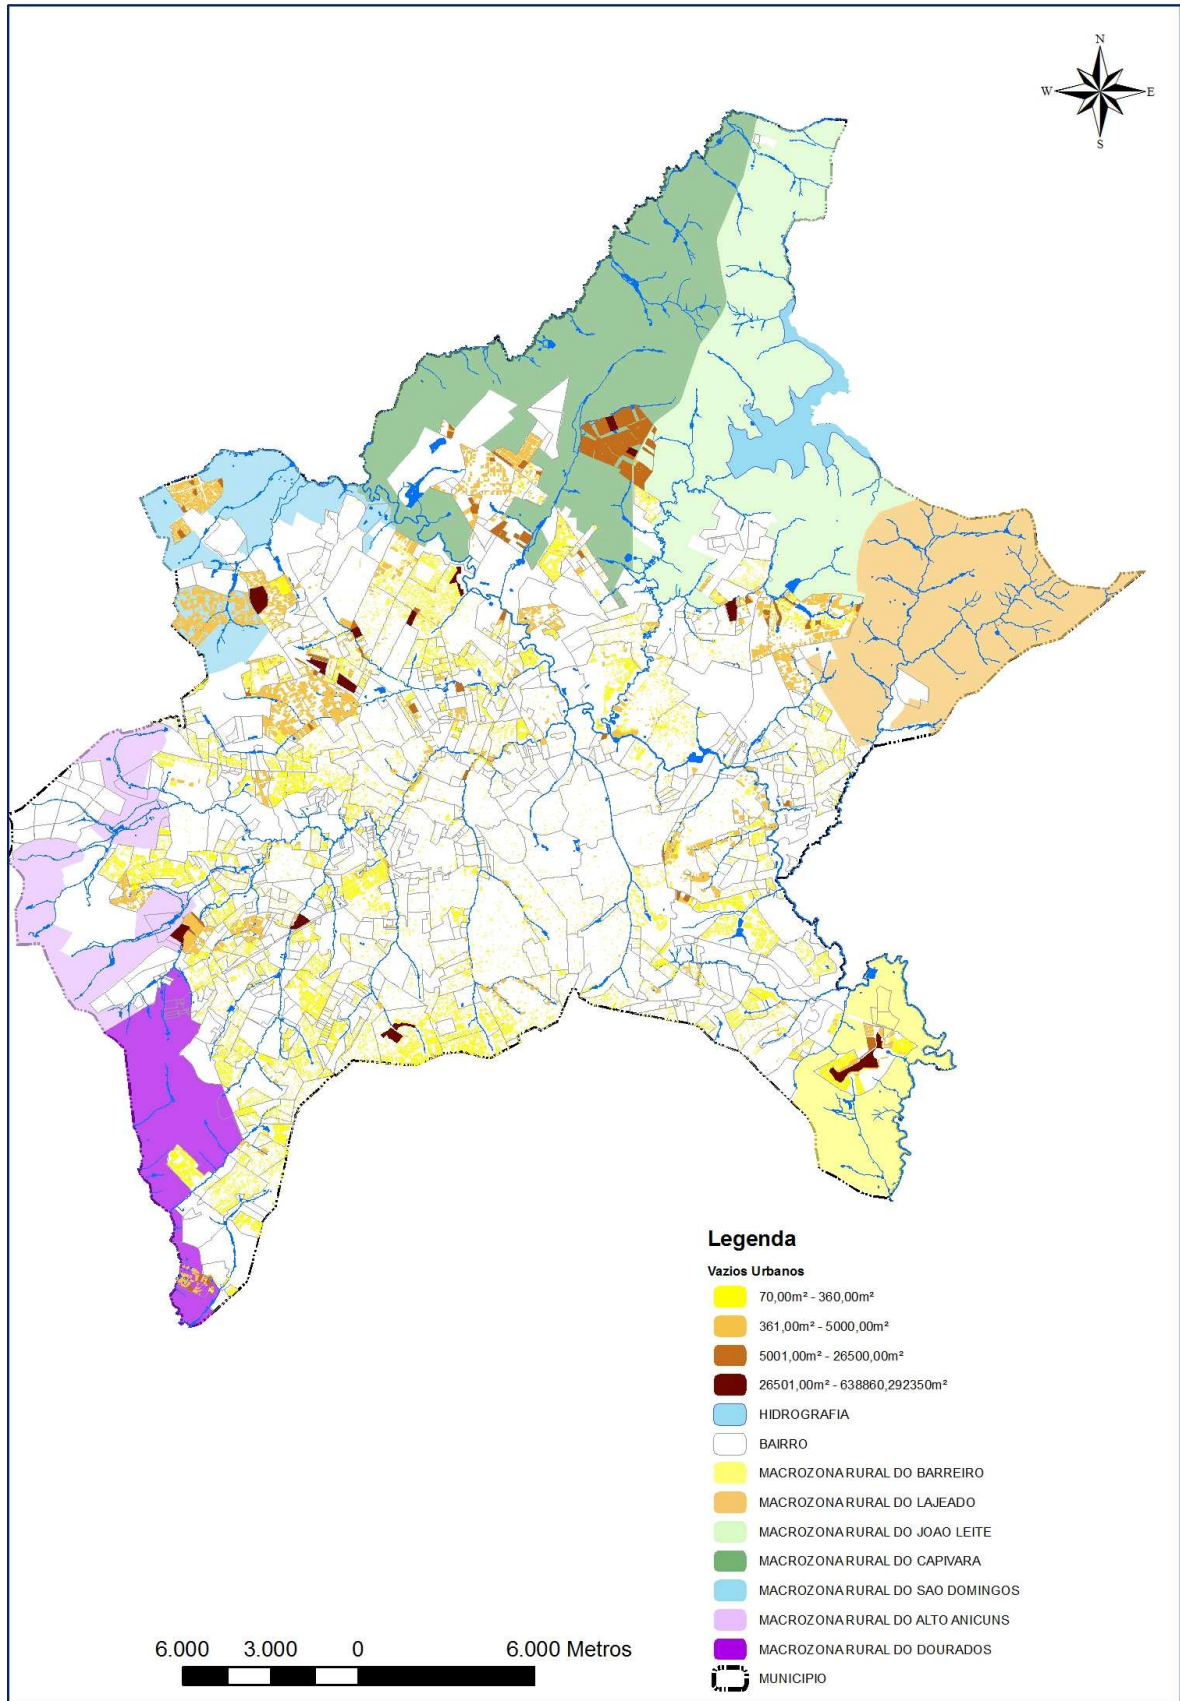 N
W E
S
Legenda
Vazios Urbanos
70,00m² - 360,00m²
361,00m² - 5000,00m²
5001,00m² - 26500,00m²
26501,00m² - 638860,292350m²
HIDROGRAFIA
BAIRRO
MACROZONA RURAL DO BARREIRO
MACROZONA RURAL DO LAJEADO
MACROZONA RURAL DO JOAO LEITE
MACROZONA RURAL DO CAPIVARA
MACROZONA RURAL DO SAO DOMINGOS
MACROZONA RURAL DO ALTO ANICUNS
MACROZONA RURAL DO DOURADOS
MUNICIPIO
6.000 3.000 0 6.000 Metros